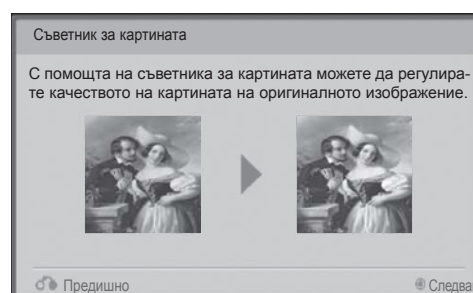 Съветник за картината
С помощта на съветника за картината можете да регулира-
те качеството на картината на оригиналното изображение.
Предишно
Следва